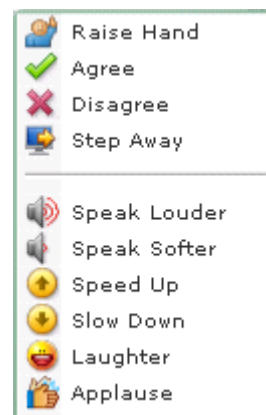 Raise Hand
Agree
Disagree
Step Away
Speak Louder
Speak Softer
Speed Up
Slow Down
Laughter
Applause